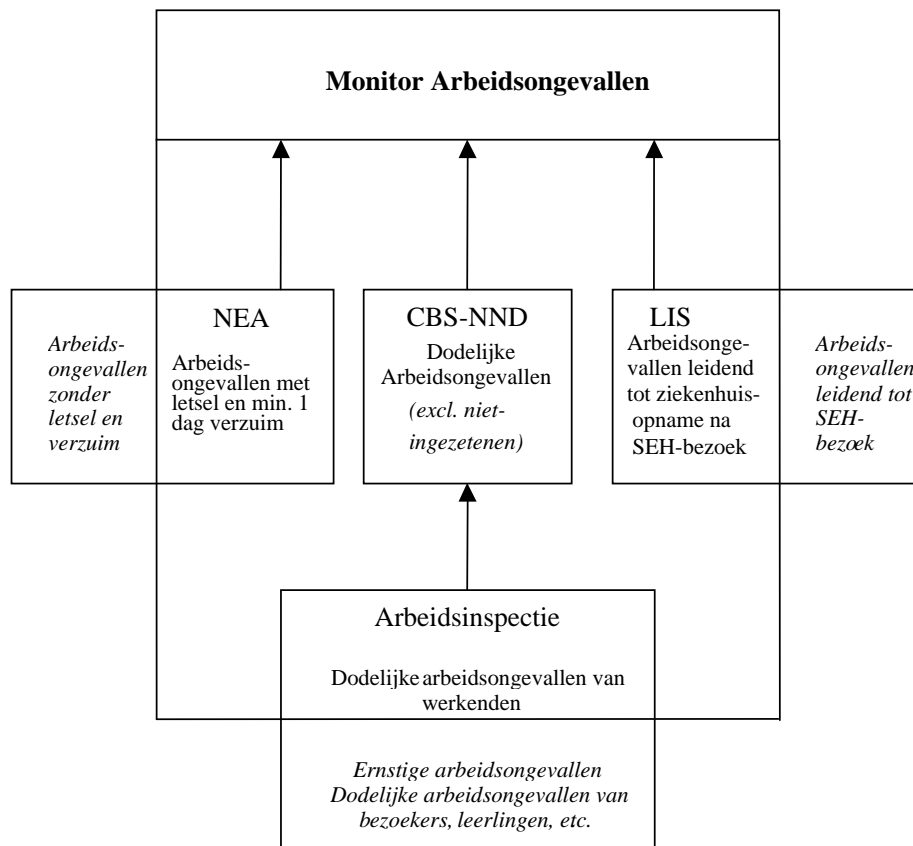 Monitor Arbeidsongevallen
Arbeids-
ongevallen
zonder
letsel en
verzuim
NEA
Arbeids-
ongevallen met
letsel en min. 1
dag verzuim
CBS-NND
Dodelijke
Arbeidsongevallen
(excl. niet-
ingezetenen)
LIS
Arbeidsonge-
vallen leidend
tot ziekenhuis-
opname na
SEH-bezoek
Arbeids-
ongevallen
leidend tot
SEH-
bezoek
Arbeidsinspectie
Dodelijke arbeidsongevallen van
werkenden
Ernstige arbeidsongevallen
Dodelijke arbeidsongevallen van
bezoekers, leerlingen, etc.